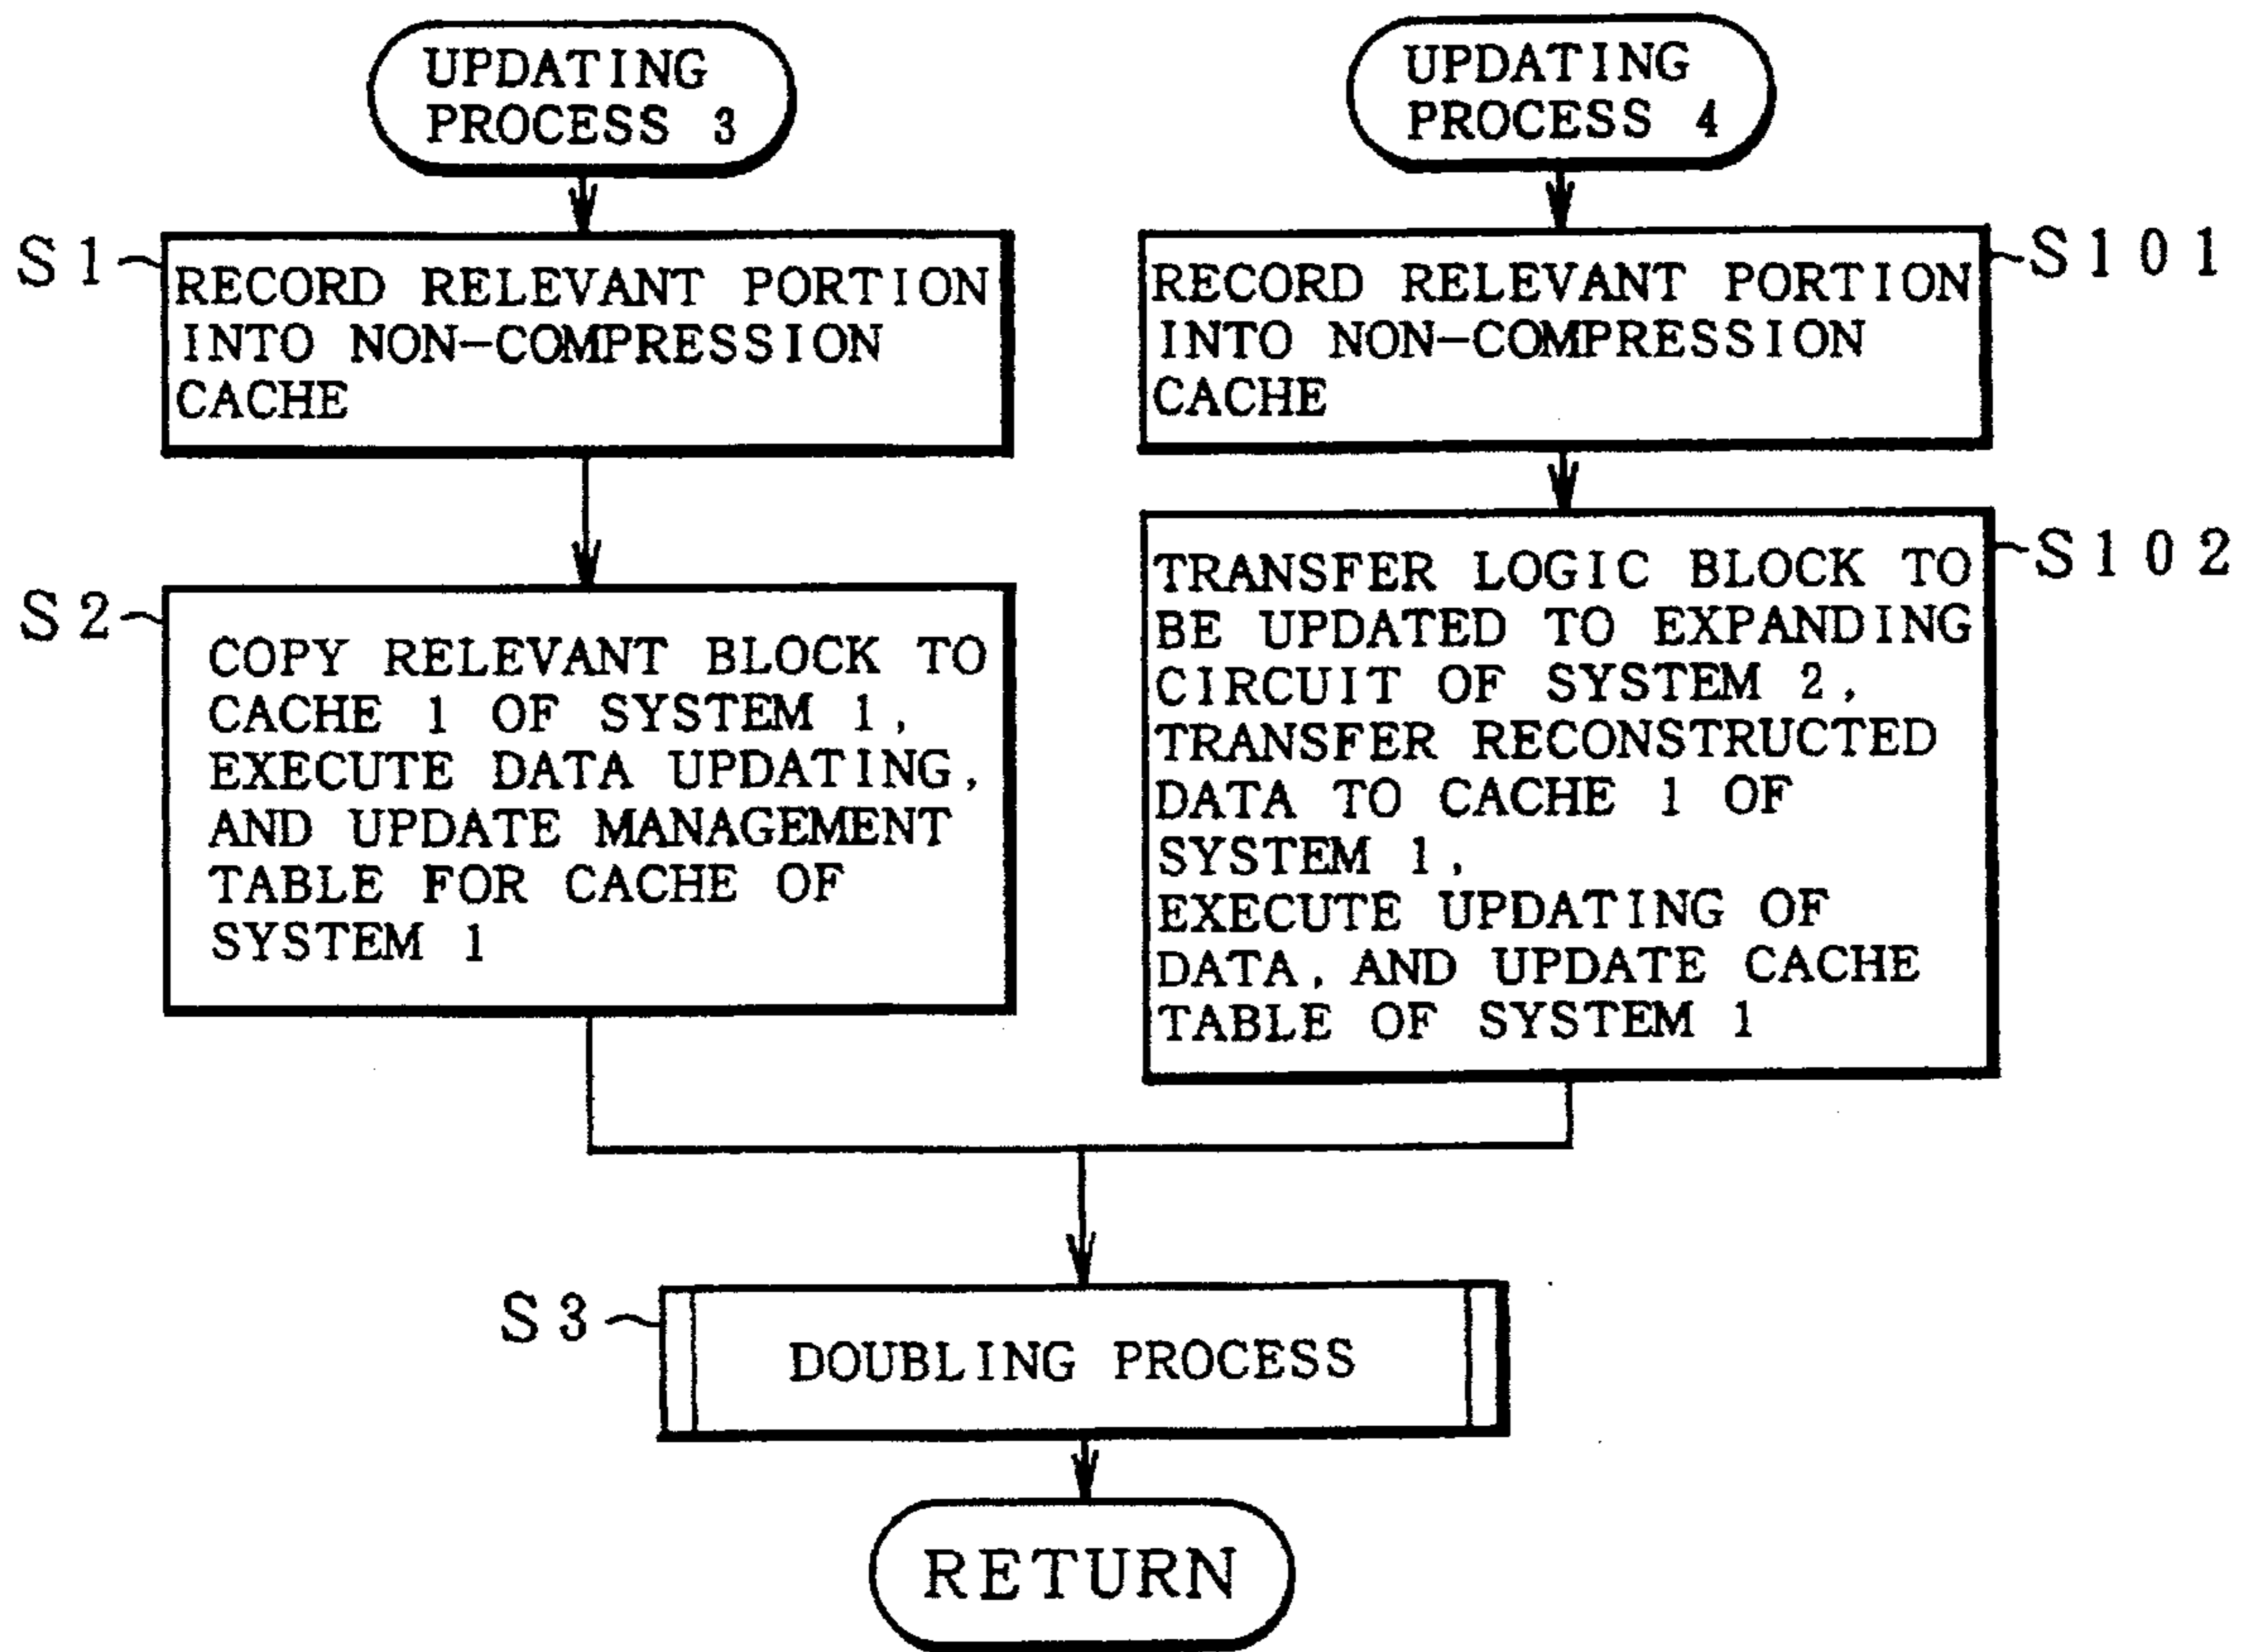 UPDATING
PROCESS 3
S1
RECORD RELEVANT PORTION
INTO NON-COMPRESSION
CACHE
S2
COPY RELEVANT BLOCK TO
CACHE 1 OF SYSTEM 1,
EXECUTE DATA UPDATING,
AND UPDATE MANAGEMENT
TABLE FOR CACHE OF
SYSTEM 1
UPDATING
PROCESS 4
S101
RECORD RELEVANT PORTION
INTO NON-COMPRESSION
CACHE
S102
TRANSFER LOGIC BLOCK TO
BE UPDATED TO EXPANDING
CIRCUIT OF SYSTEM 2,
TRANSFER RECONSTRUCTED
DATA TO CACHE 1 OF
SYSTEM 1,
EXECUTE UPDATING OF
DATA, AND UPDATE CACHE
TABLE OF SYSTEM 1
S3
DOUBLING PROCESS
RETURN